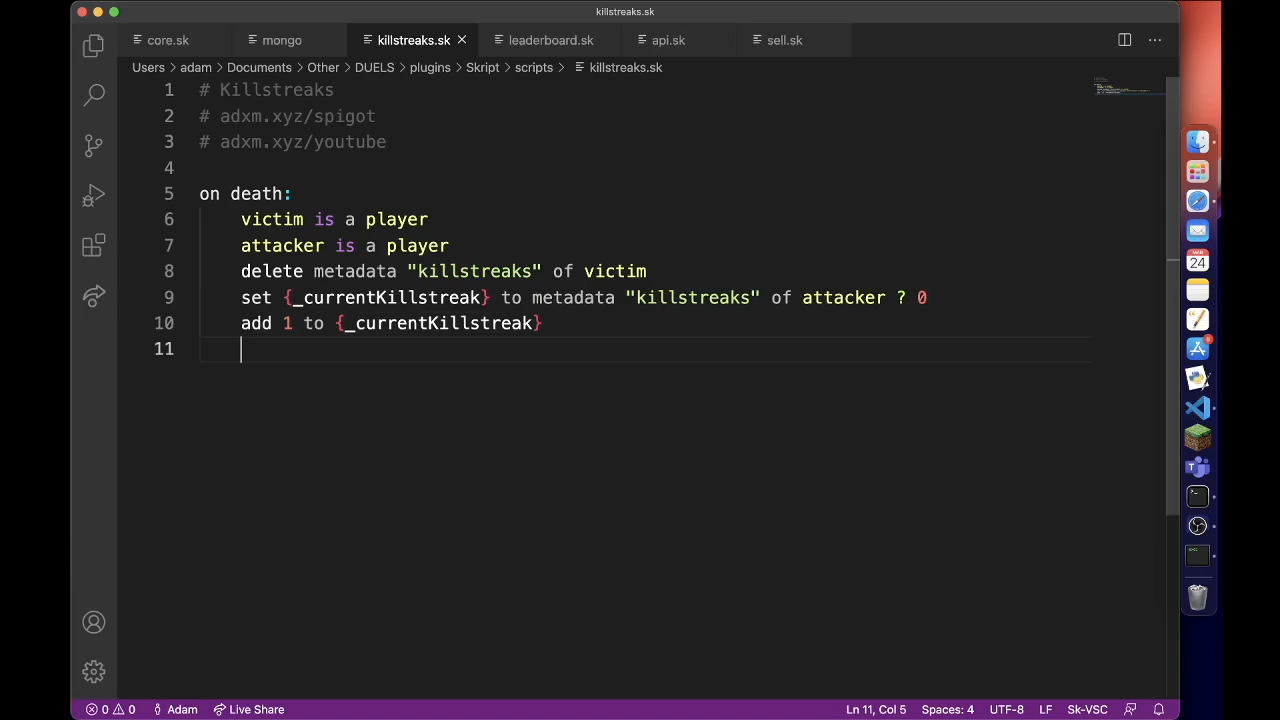 killstreaks.sk
core.sk
mongo
killstreaks.sk
leaderboard.sk
api.sk
sell.sk
Users > adam > Documents > Other > DUELS > plugins > Skript > scripts > killstreaks.sk
1 # Killstreaks
2 # adxm.xyz/spigot
3 # adxm.xyz/youtube
4
5 on death:
6 victim is a player
7 attacker is a player
8 delete metadata "killstreaks" of victim
9 set {_currentKillstreak} to metadata "killstreaks" of attacker ? 0
10 add 1 to {_currentKillstreak}
11
MAR
24
0 0 Adam Live Share Ln 11, Col 5 Spaces: 4 UTF-8 LF Sk-VSC